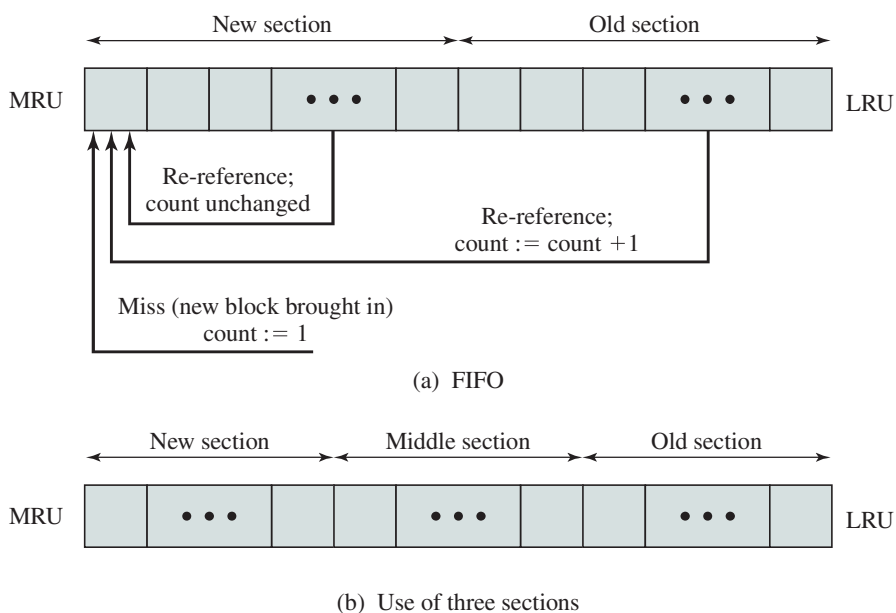 New section Old section
MRU LRU
Re-reference;
count unchanged
Re-reference;
count := count +1
Miss (new block brought in)
count := 1
(a) FIFO
New section Middle section Old section
MRU LRU
(b) Use of three sections